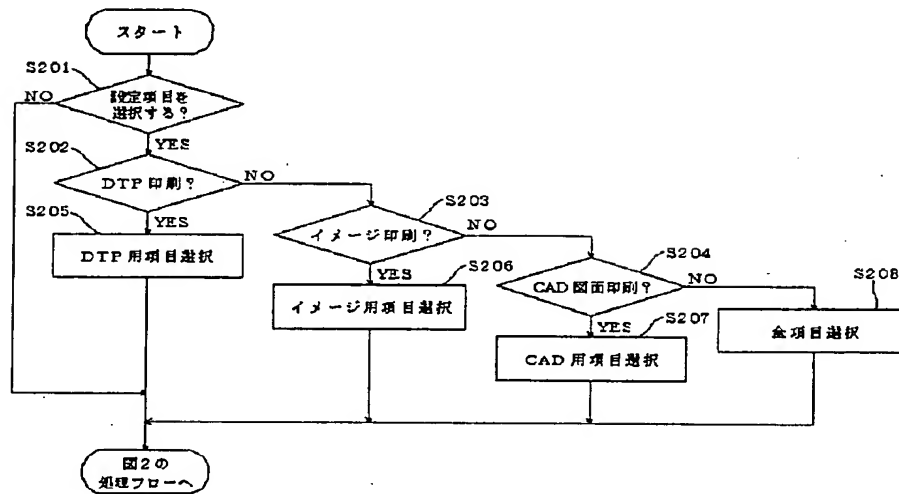 スタート
S201
NO
設定項目を
選択する?
YES
S202
DTP印刷?
NO
YES
S203
イメージ印刷?
NO
YES
S204
CAD図面印刷?
NO
YES
S205
DTP用項目選択
S206
イメージ用項目選択
S207
CAD用項目選択
S208
全項目選択
図2の
処理フローへ